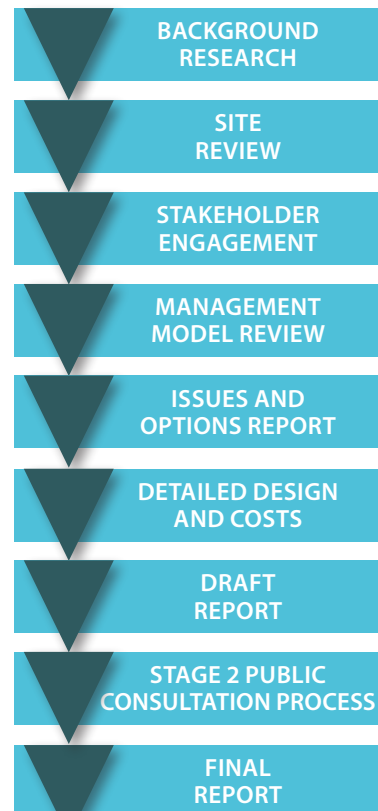 BACKGROUND
RESEARCH
SITE
REVIEW
STAKEHOLDER
ENGAGEMENT
MANAGEMENT
MODEL REVIEW
ISSUES AND
OPTIONS REPORT
DETAILED DESIGN
AND COSTS
DRAFT
REPORT
STAGE 2 PUBLIC
CONSULTATION PROCESS
FINAL
REPORT